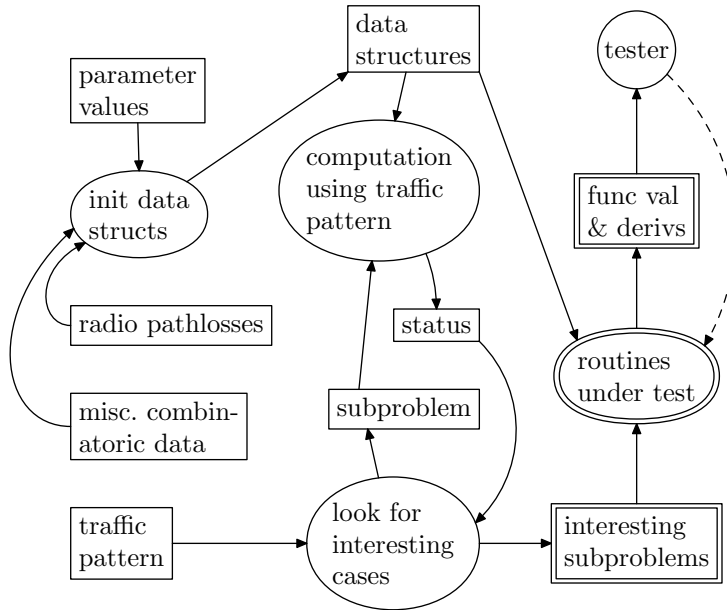 data
structures
tester
parameter
values
computation
using traffic
pattern
init data
structs
func val
& derivs
radio pathlosses
status
routines
under test
misc. combin-
atoric data
subproblem
traffic
pattern
look for
interesting
cases
interesting
subproblems